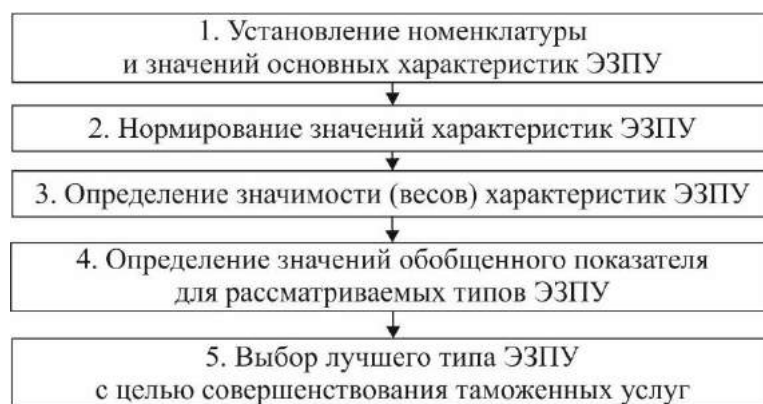 1. Установление номенклатуры
и значений основных характеристик ЭЗПУ
2. Нормирование значений характеристик ЭЗПУ
3. Определение значимости (весов) характеристик ЭЗПУ
4. Определение значений обобщенного показателя
для рассматриваемых типов ЭЗПУ
5. Выбор лучшего типа ЭЗПУ
с целью совершенствования таможенных услуг